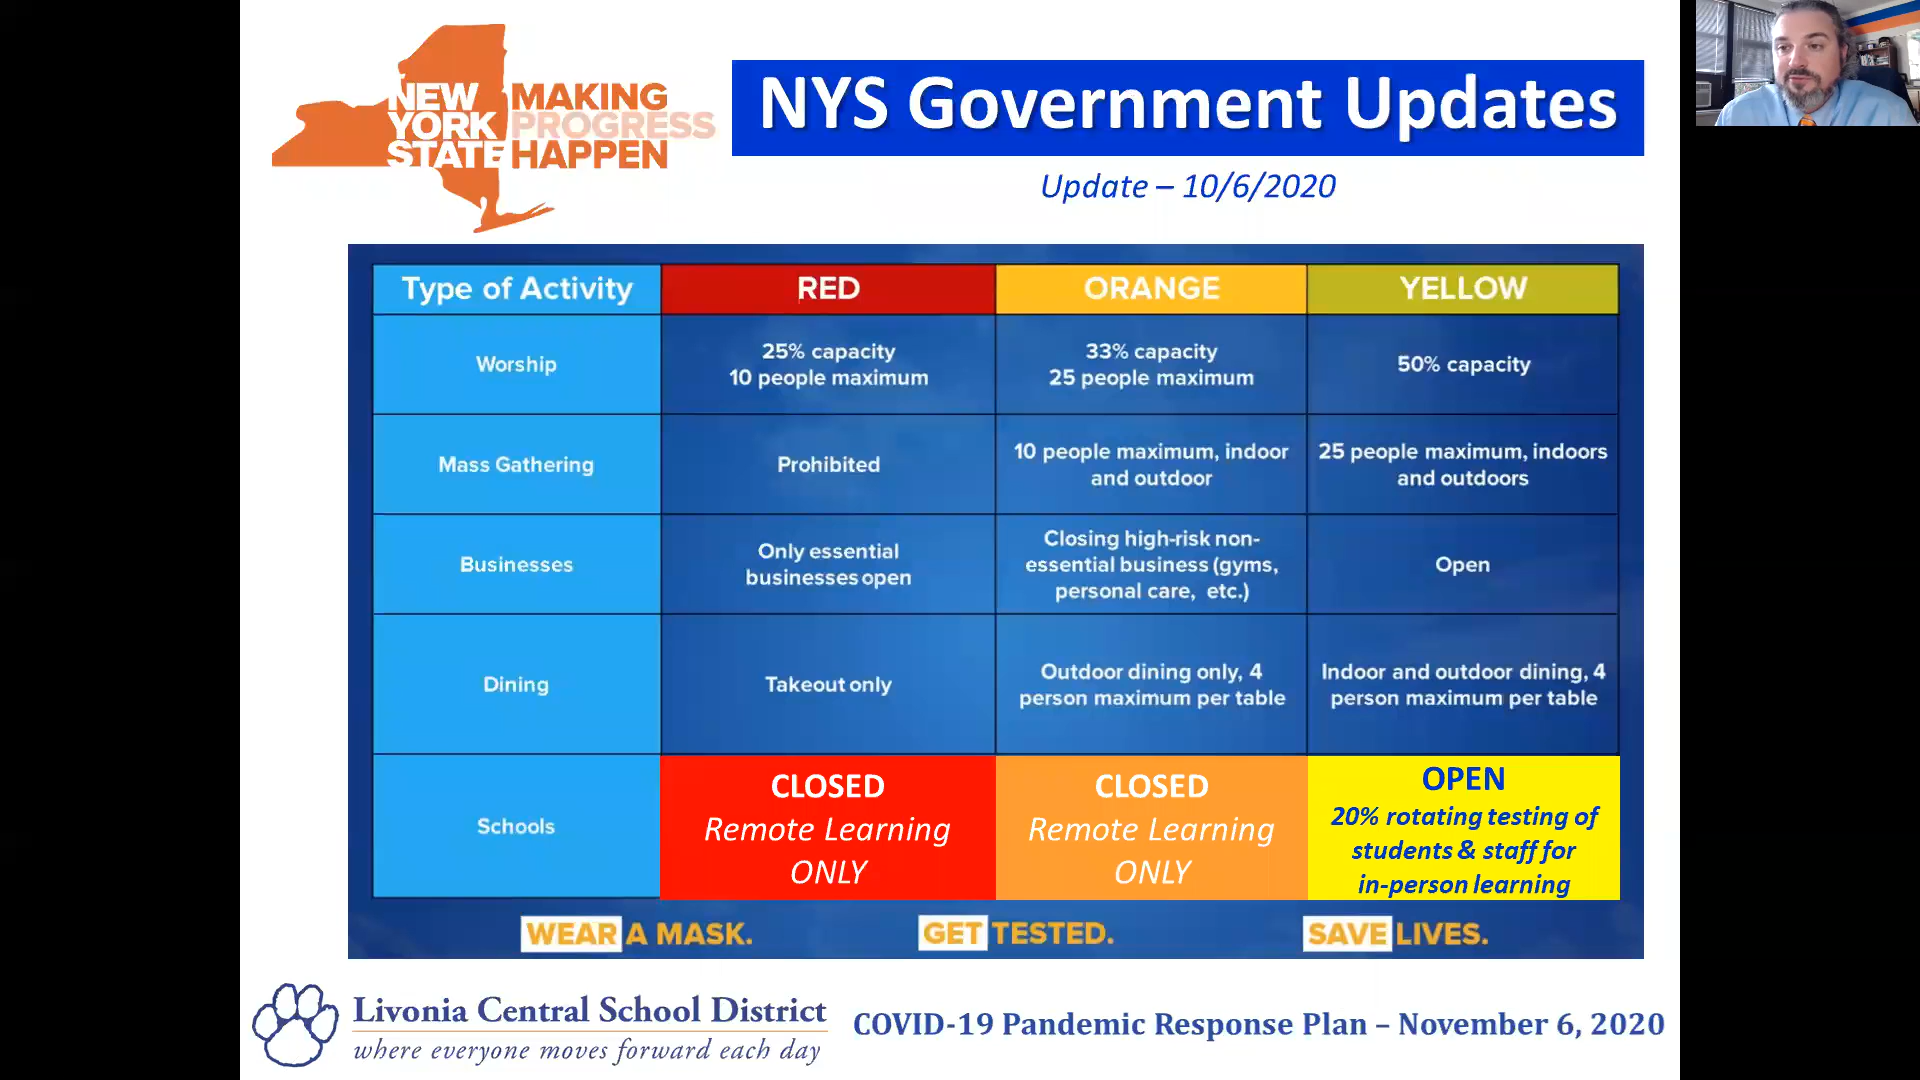 NEW
YORK
STATE
MAKING
PROGRESS
HAPPEN
NYS Government Updates
Update – 10/6/2020
Type of Activity
RED
ORANGE
YELLOW
Worship
25% capacity
10 people maximum
33% capacity
25 people maximum
50% capacity
Mass Gathering
Prohibited
10 people maximum, indoor
and outdoor
25 people maximum, indoors
and outdoors
Businesses
Only essential
businesses open
Closing high-risk non-
essential business (gyms,
personal care, etc.)
Open
Dining
Takeout only
Outdoor dining only, 4
person maximum per table
Indoor and outdoor dining, 4
person maximum per table
Schools
CLOSED
Remote Learning
ONLY
CLOSED
Remote Learning
ONLY
OPEN
20% rotating testing of
students & staff for
in-person learning
WEAR A MASK.
GET TESTED.
SAVE LIVES.
Livonia Central School District
where everyone moves forward each day
COVID-19 Pandemic Response Plan – November 6, 2020